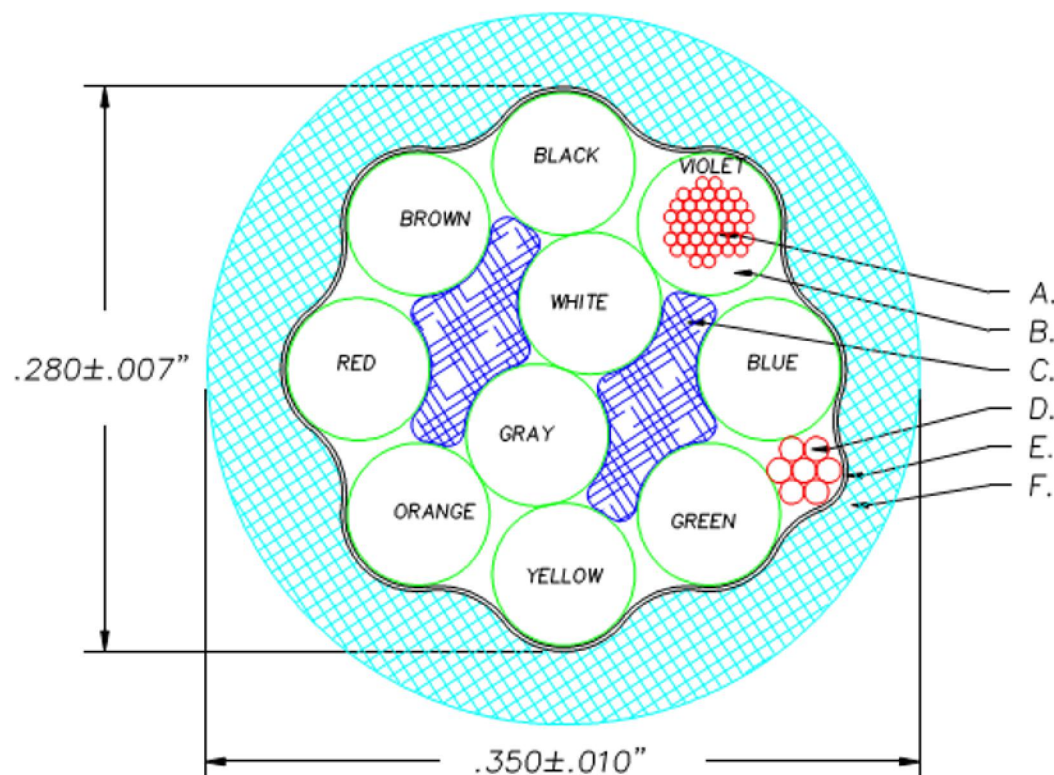 BLACK
VIOLET
BROWN
WHITE
A.
B.
.280±.007"
RED
BLUE
C.
D.
GRAY
E.
F.
ORANGE
GREEN
YELLOW
.350±.010"